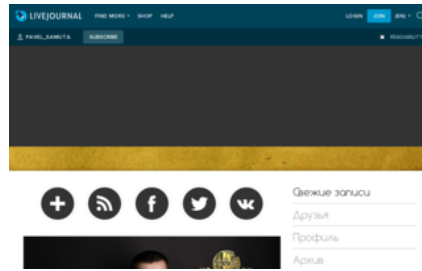 LIVEJOURNAL FIND MORE SHOP HELP LOGIN JOIN (EN)
PAVEL_SAMUTA SUBSCRIBE READABILITY
Свежие записи
Друзья
Профиль
Архив